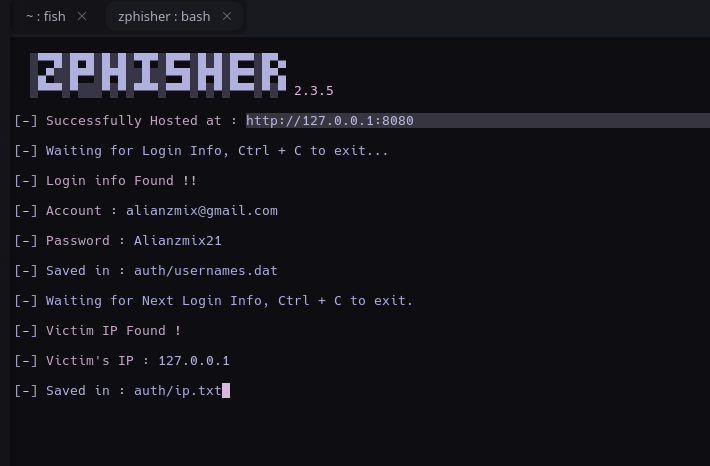 ~ : fish
zphisher : bash
ZPHISHER 2.3.5
[-] Successfully Hosted at : http://127.0.0.1:8080
[-] Waiting for Login Info, Ctrl + C to exit...
[-] Login info Found !!
[-] Account : alianzmix@gmail.com
[-] Password : Alianzmix21
[-] Saved in : auth/usernames.dat
[-] Waiting for Next Login Info, Ctrl + C to exit.
[-] Victim IP Found !
[-] Victim's IP : 127.0.0.1
[-] Saved in : auth/ip.txt